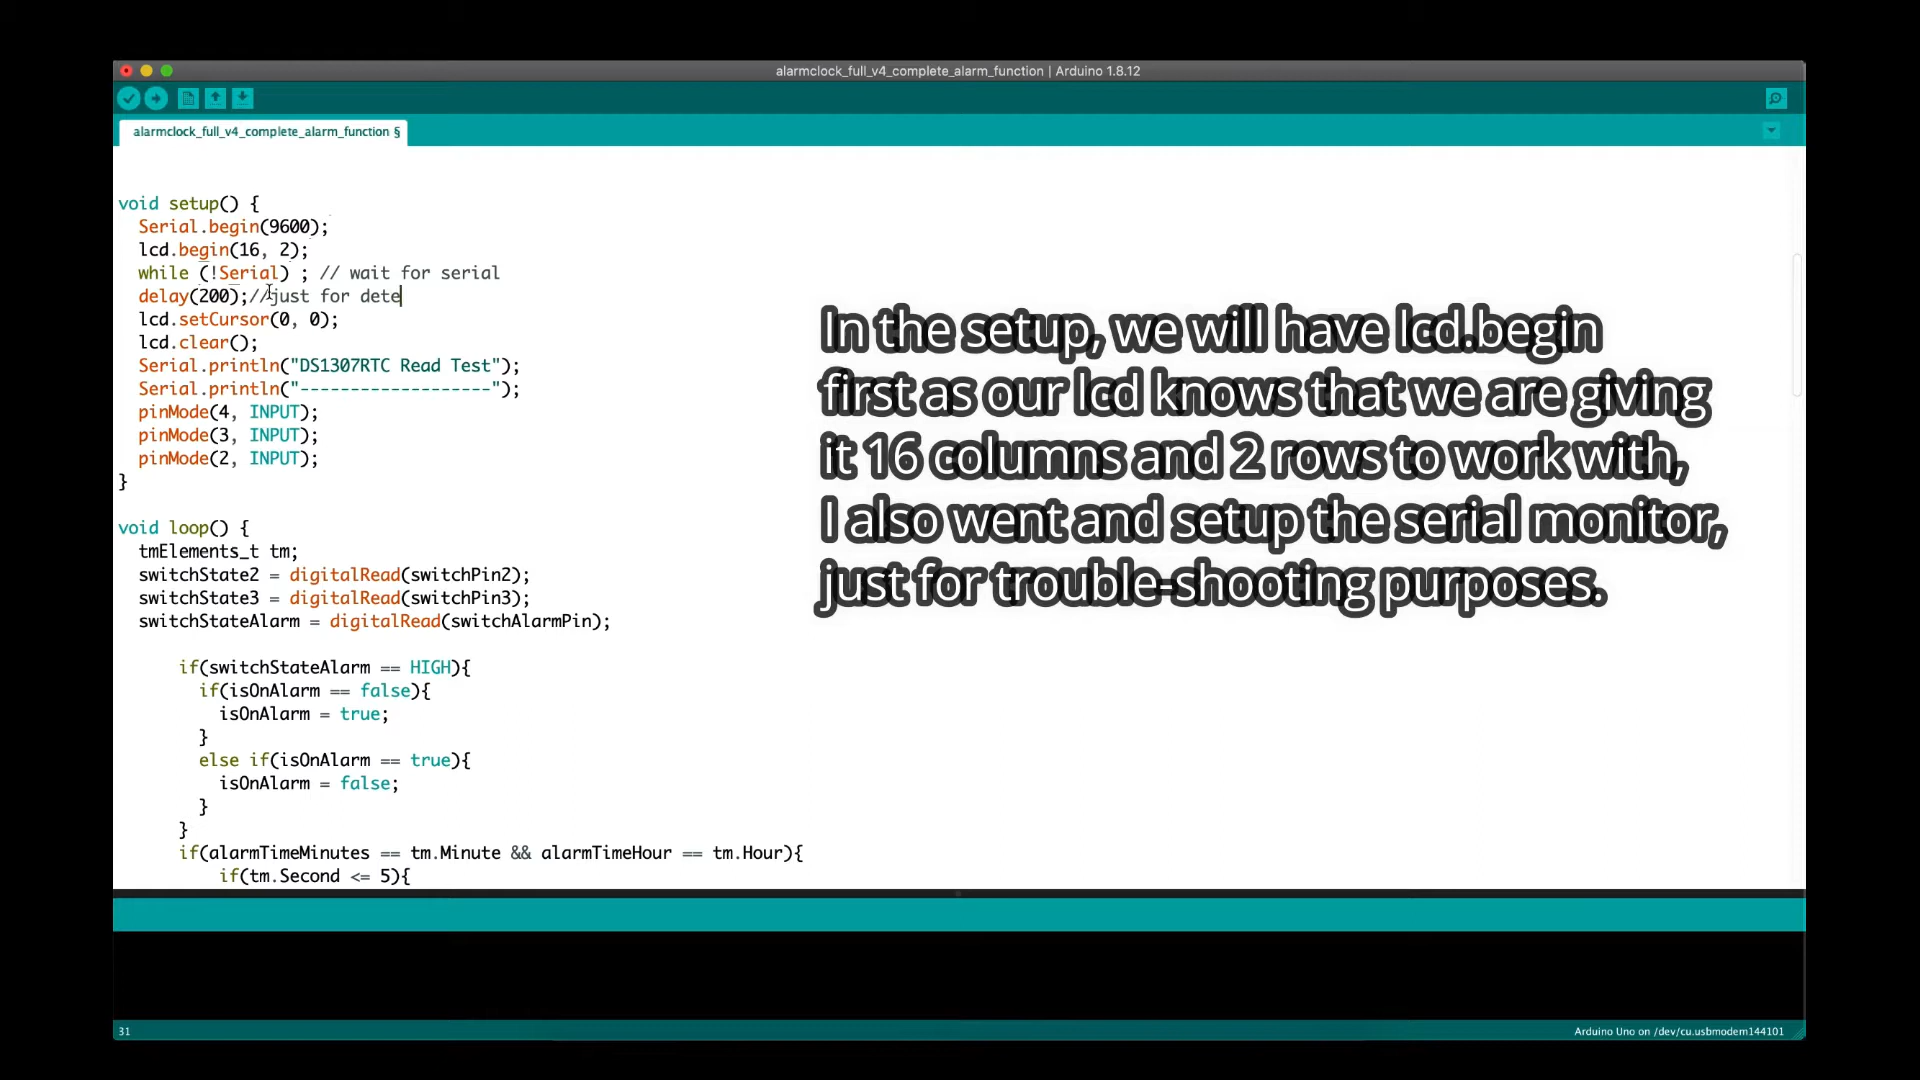 alarmclock_full_v4_complete_alarm_function | Arduino 1.8.12
alarmclock_full_v4_complete_alarm_function §
void setup() {
Serial.begin(9600);
lcd.begin(16, 2);
while (!Serial) ; // wait for serial
delay(200);//just for dete
lcd.setCursor(0, 0);
lcd.clear();
Serial.println("DS1307RTC Read Test");
Serial.println("-------------------");
pinMode(4, INPUT);
pinMode(3, INPUT);
pinMode(2, INPUT);
}
void loop() {
tmElements_t tm;
switchState2 = digitalRead(switchPin2);
switchState3 = digitalRead(switchPin3);
switchStateAlarm = digitalRead(switchAlarmPin);
if(switchStateAlarm == HIGH){
if(isOnAlarm == false){
isOnAlarm = true;
}
else if(isOnAlarm == true){
isOnAlarm = false;
}
}
if(alarmTimeMinutes == tm.Minute && alarmTimeHour == tm.Hour){
if(tm.Second <= 5){
In the setup, we will have lcd.begin
first as our lcd knows that we are giving
it 16 columns and 2 rows to work with,
I also went and setup the serial monitor,
just for trouble-shooting purposes.
31
Arduino Uno on /dev/cu.usbmodem144101